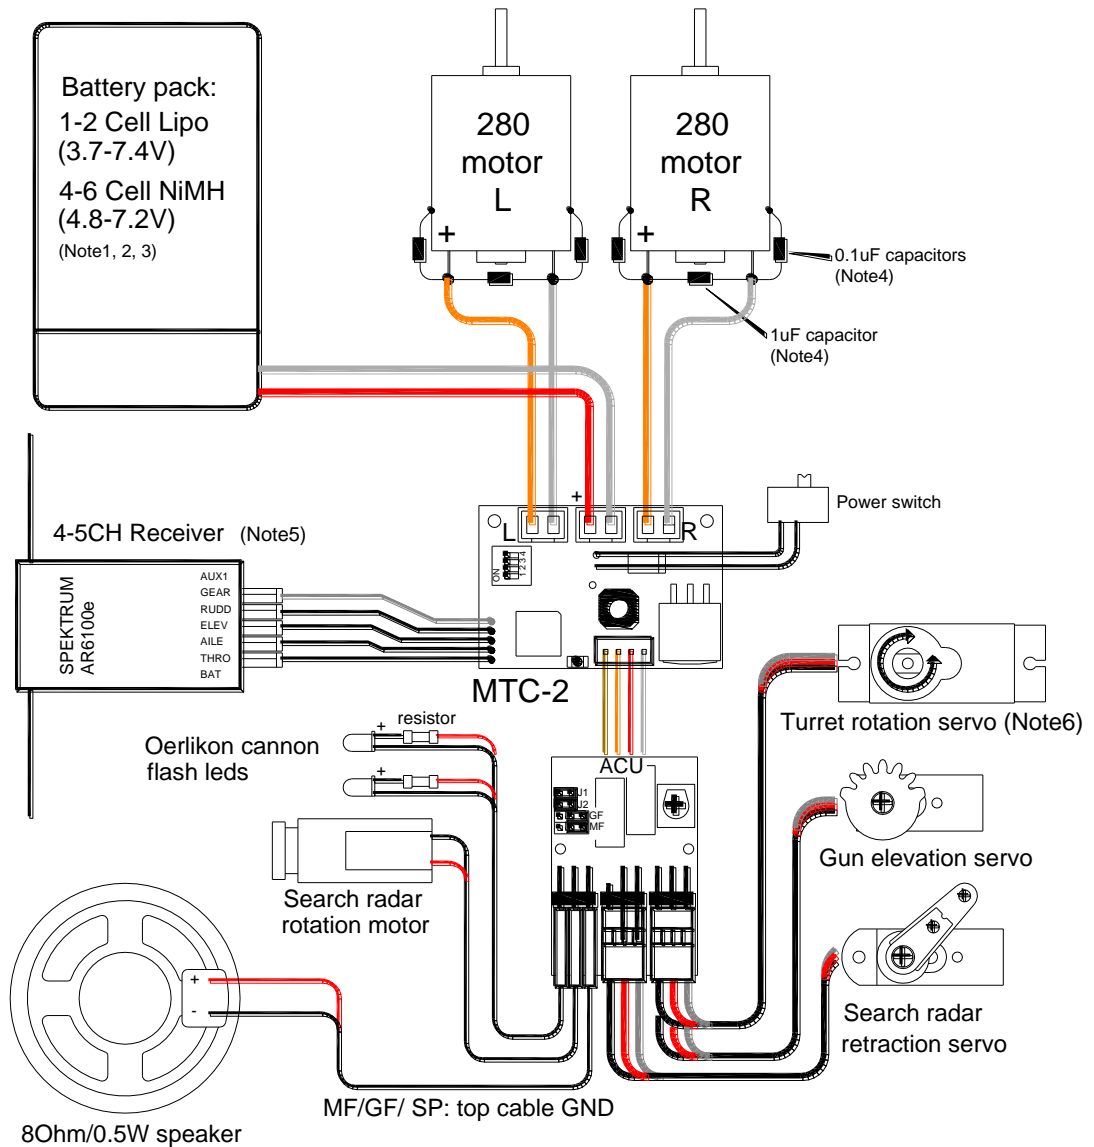 Battery pack:
1-2 Cell Lipo
(3.7-7.4V)
4-6 Cell NiMH
(4.8-7.2V)
(Note1, 2, 3)
280
motor
L
+
280
motor
R
+
0.1uF capacitors
(Note4)
1uF capacitor
(Note4)
4-5CH Receiver (Note5)
SPEKTRUM
AR6100e
AUX1
GEAR
RUDD
ELEV
AILE
THRO
BAT
+
L
R
ON
1 2 3 4
MTC-2
Power switch
Turret rotation servo (Note6)
+
resistor
+
Oerlikon cannon
flash leds
ACU
J1
J2
GF
MF
Gun elevation servo
Search radar
rotation motor
Search radar
retraction servo
+
-
MF/GF/ SP: top cable GND
8Ohm/0.5W speaker